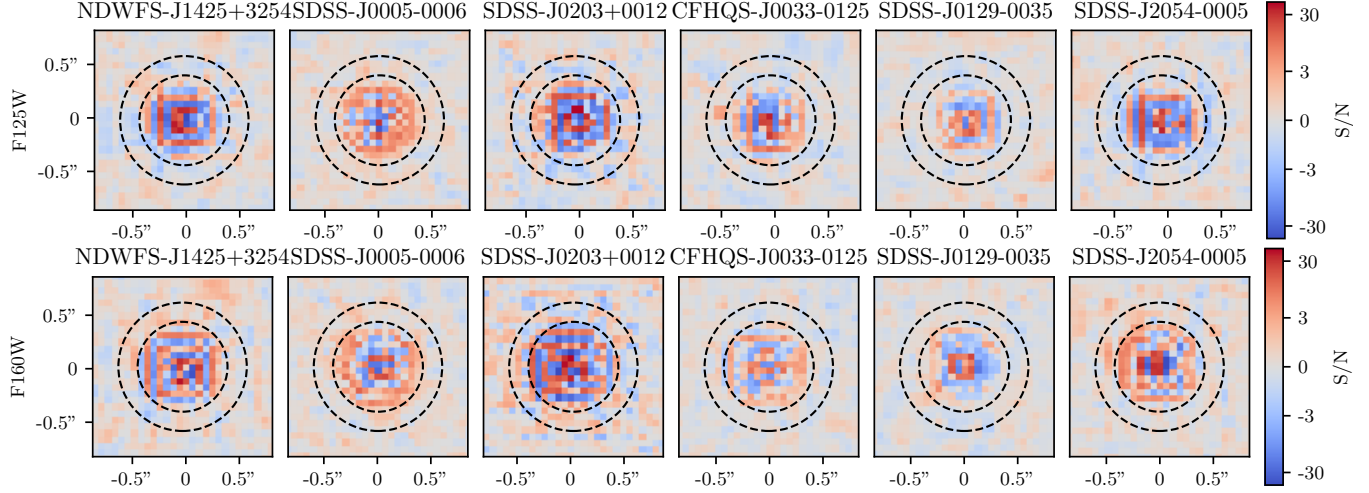 NDWFS-J1425+3254 SDSS-J0005-0006 SDSS-J0203+0012 CFHQS-J0033-0125 SDSS-J0129-0035 SDSS-J2054-0005
F125W
0.5”
0
-0.5”
-0.5” 0 0.5” -0.5” 0 0.5” -0.5” 0 0.5” -0.5” 0 0.5” -0.5” 0 0.5” -0.5” 0 0.5”
30
3
0
-3
-30
S/N
NDWFS-J1425+3254 SDSS-J0005-0006 SDSS-J0203+0012 CFHQS-J0033-0125 SDSS-J0129-0035 SDSS-J2054-0005
F160W
0.5”
0
-0.5”
-0.5” 0 0.5” -0.5” 0 0.5” -0.5” 0 0.5” -0.5” 0 0.5” -0.5” 0 0.5” -0.5” 0 0.5”
30
3
0
-3
-30
S/N